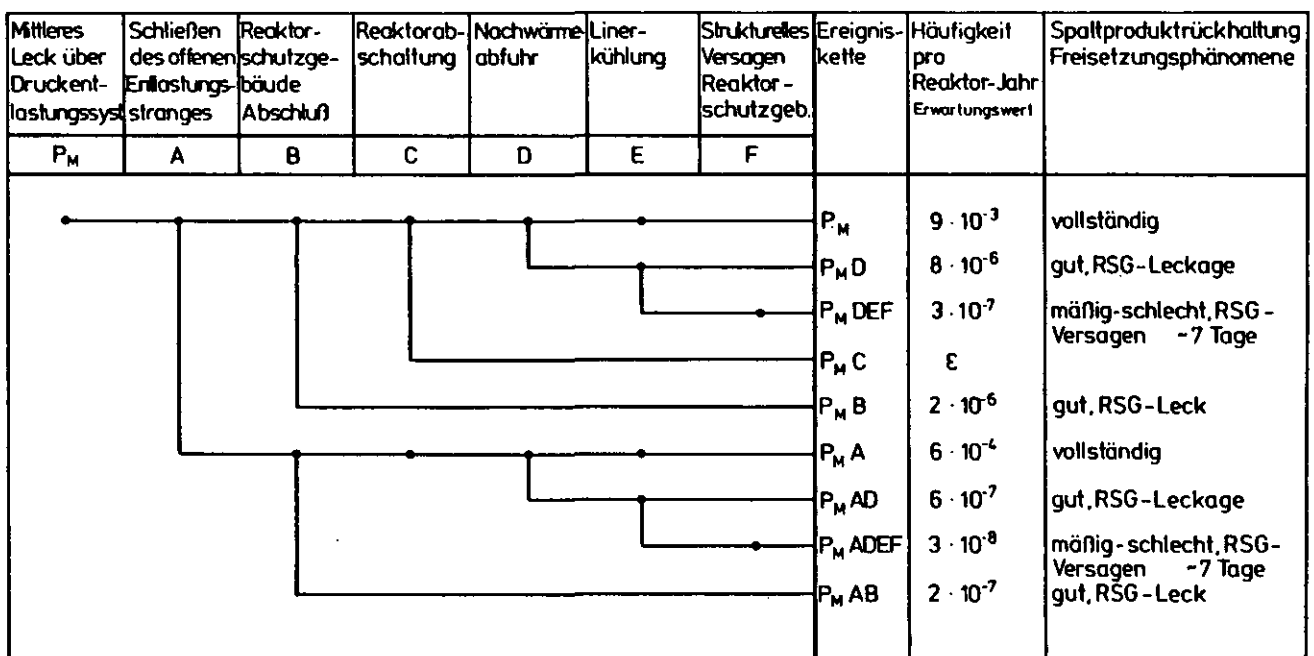 Mittleres
Leck über
Druckent-
lastungssyst
Schließen
des offenen
Entlastungs-
stranges
Reaktor-
schutzge-
bäude
Abschluß
Reaktorab-
schaltung
Nachwärme-
abfuhr
Liner-
kühlung
Strukturelles
Versagen
Reaktor-
schutzgeb.
Ereignis-
kette
Häufigkeit
pro
Reaktor-Jahr
Erwartungswert
Spaltproduktrückhaltung
Freisetzungsphänomene
P_M A B C D E F
P_M 9 · 10⁻³ vollständig
P_M D 8 · 10⁻⁶ gut, RSG-Leckage
P_M DEF 3 · 10⁻⁷ mäßig-schlecht, RSG-
Versagen ~7 Tage
P_M C ε
P_M B 2 · 10⁻⁶ gut, RSG-Leck
P_M A 6 · 10⁻⁴ vollständig
P_M AD 6 · 10⁻⁷ gut, RSG-Leckage
P_M ADEF 3 · 10⁻⁸ mäßig-schlecht, RSG-
Versagen ~7 Tage
P_M AB 2 · 10⁻⁷ gut, RSG-Leck